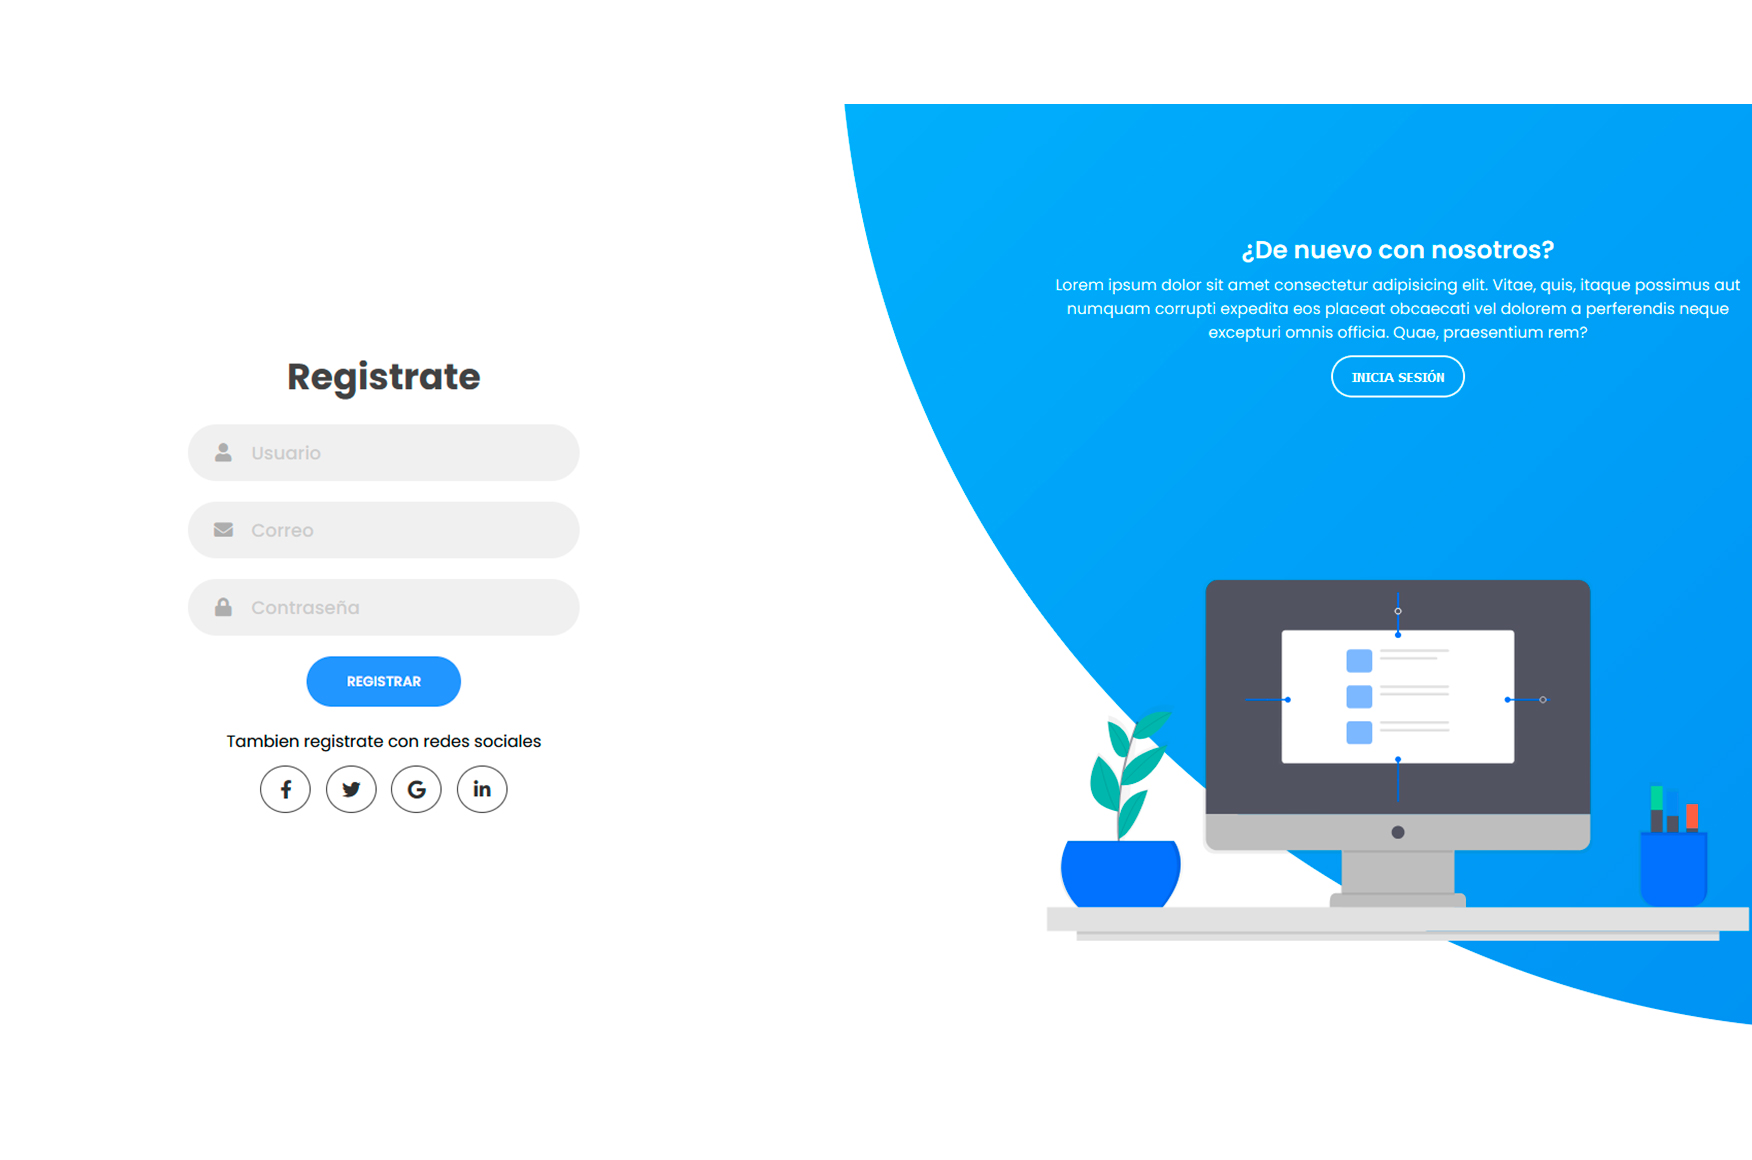 Registrate
Usuario
Correo
Contraseña
REGISTRAR
Tambien registrate con redes sociales
¿De nuevo con nosotros?
Lorem ipsum dolor sit amet consectetur adipisicing elit. Vitae, quis, itaque possimus aut
numquam corrupti expedita eos placeat obcaecati vel dolorem a perferendis neque
excepturi omnis officia. Quae, praesentium rem?
INICIA SESIÓN